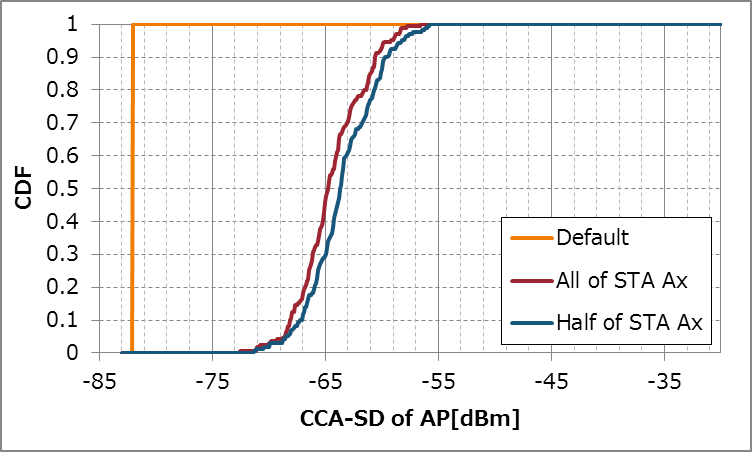 1
0.9
0.8
0.7
0.6
0.5
0.4
0.3
0.2
0.1
0
CDF
Default
All of STA Ax
Half of STA Ax
-85 -75 -65 -55 -45 -35
CCA-SD of AP[dBm]